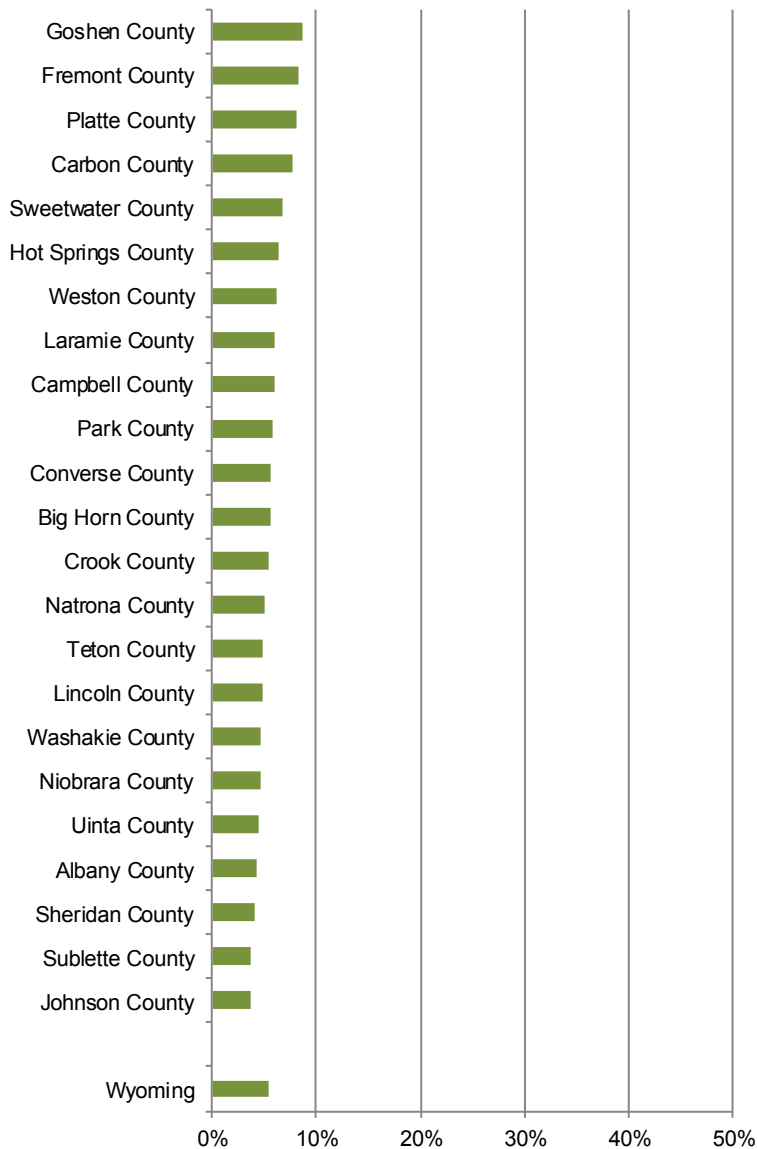 Goshen County
Fremont County
Platte County
Carbon County
Sweetwater County
Hot Springs County
Weston County
Laramie County
Campbell County
Park County
Converse County
Big Horn County
Crook County
Natrona County
Teton County
Lincoln County
Washakie County
Niobrara County
Uinta County
Albany County
Sheridan County
Sublette County
Johnson County
Wyoming
0% 10% 20% 30% 40% 50%